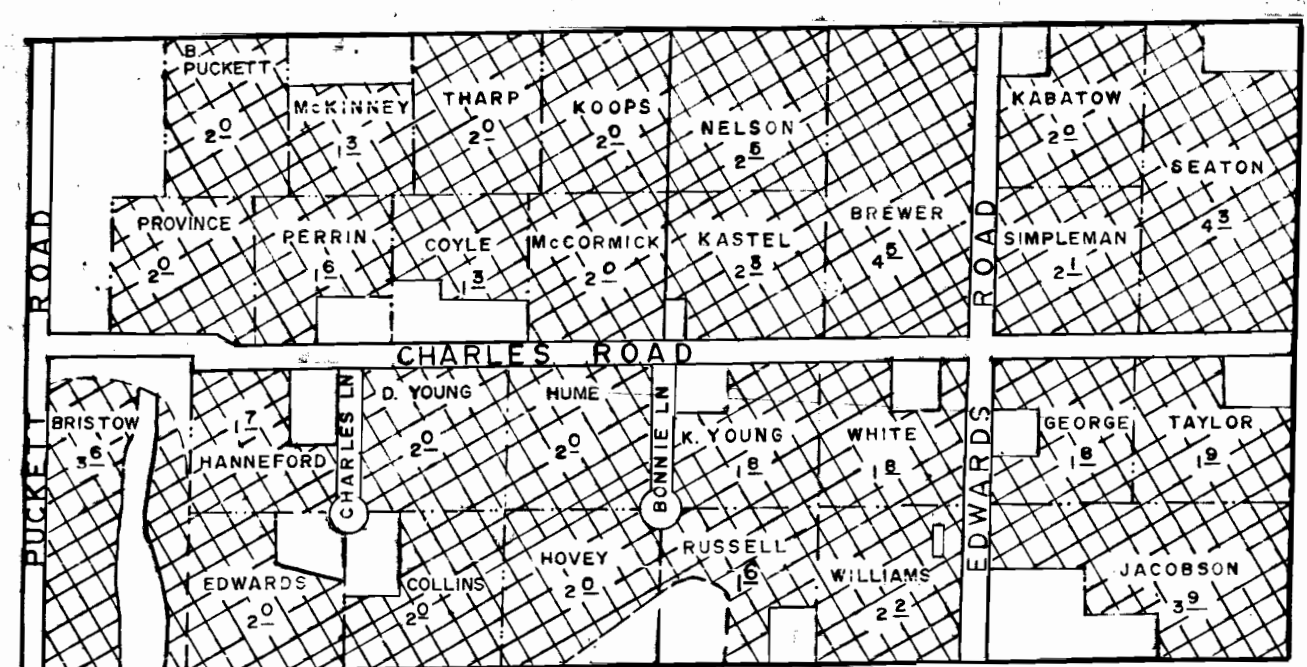 B.
PUCKETT
2 0
McKINNEY
1 3
THARP
2 0
KOOPS
2 0
NELSON
2 5
KABATOW
2 0
SEATON
4 3
PROVINCE
2 0
PERRIN
1 6
COYLE
1 3
McCORMICK
2 0
KASTEL
2 3
BREWER
4 5
SIMPLEMAN
2 1
PUCKETT ROAD
CHARLES ROAD
EDWARDS ROAD
BRISTOW
3 6
1 7
HANNEFORD
CHARLES LN
D. YOUNG
2 0
HUME
2 0
BONNIE LN
K. YOUNG
1 8
WHITE
1 8
GEORGE
1 8
TAYLOR
1 9
EDWARDS
2 0
COLLINS
2 0
HOVEY
2 0
RUSSELL
1 6
WILLIAMS
2 2
JACOBSON
3 9